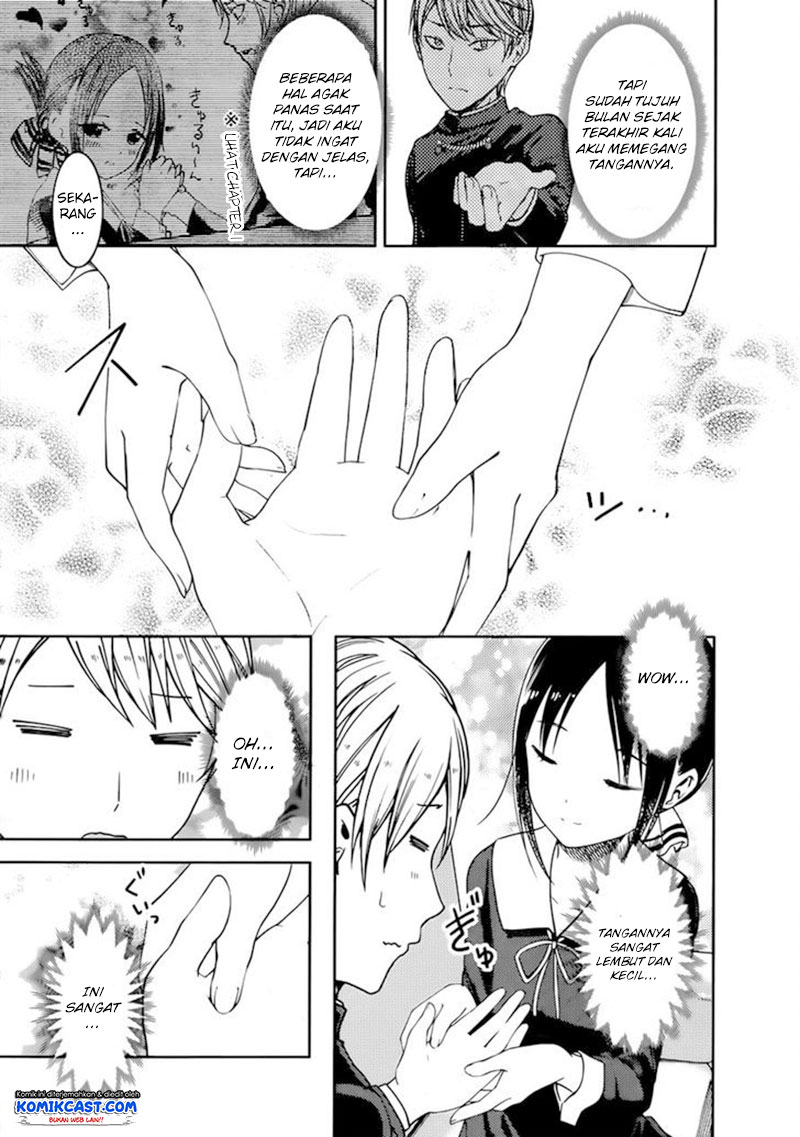 TAPI
SUDAH TUJUH
BULAN SEJAK
TERAKHIR KALI
AKU MEMEGANG
TANGANNYA.
BEBERAPA
HAL AGAK
PANAS SAAT
ITU, JADI AKU
TIDAK INGAT
DENGAN JELAS,
TAPI...
※ LIHAT CHAPTER 1
きゅるりーん
SEKA-
RANG
...
ツ...
WOW...
TANGANNYA
SANGAT
LEMBUT DAN
KECIL...
ぎゅ
OH...
INI...
ぐいっ
INI
SANGAT
...
Komik ini diterjemahkan & diedit oleh
KOMIKCAST.COM
BUKAN WEB LAIN!!